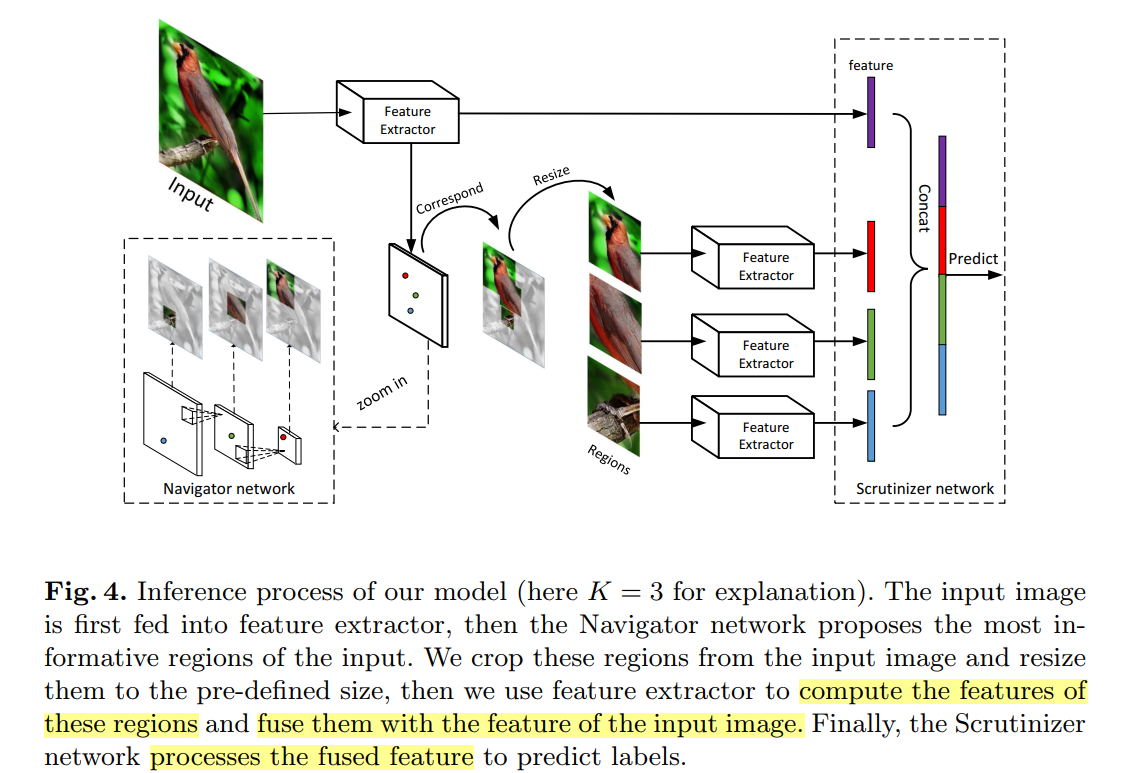 Input
Feature
Extractor
Correspond
Resize
zoom in
Navigator network
Regions
Feature
Extractor
Feature
Extractor
Feature
Extractor
feature
Concat
Predict
Scrutinizer network
Fig. 4. Inference process of our model (here K = 3 for explanation). The input image
is first fed into feature extractor, then the Navigator network proposes the most in-
formative regions of the input. We crop these regions from the input image and resize
them to the pre-defined size, then we use feature extractor to compute the features of
these regions and fuse them with the feature of the input image. Finally, the Scrutinizer
network processes the fused feature to predict labels.